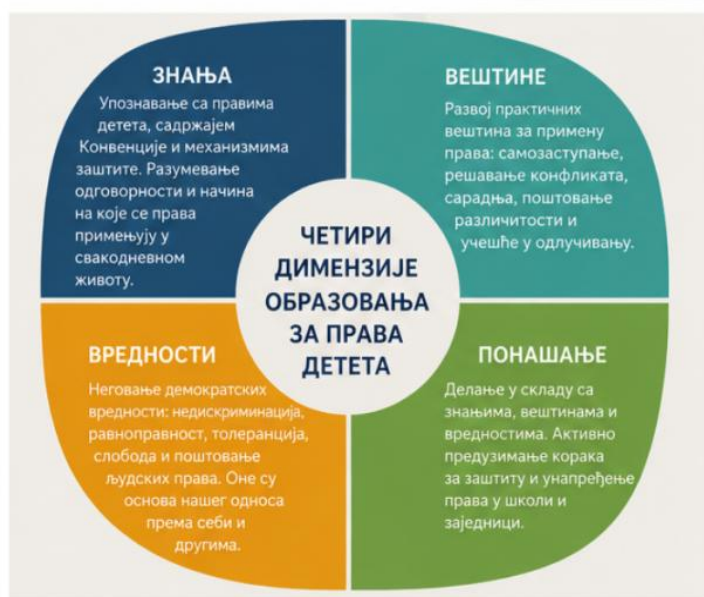 ЗНАЊА
Упознавање са правима
детета, садржајем
Конвенције и механизмима
заштите. Разумевање
одговорности и начина
на које се права
примењују у
свакодневном
животу.
ВЕШТИНЕ
Развој практичних
вештина за примену
права: самозаступање,
решавање конфликата,
сарадња, поштовање
различитости и
учешће у одлучивању.
ЧЕТИРИ
ДИМЕНЗИЈЕ
ОБРАЗОВАЊА
ЗА ПРАВА
ДЕТЕТА
ВРЕДНОСТИ
Неговање демократских
вредности: недискриминација,
равноправност, толеранција,
слобода и поштовање
људских права. Оне су
основа нашег односа
према себи и
другима.
ПОНАШАЊЕ
Делање у складу са
знањима, вештинама и
вредностима. Активно
предузимање корака
за заштиту и унапређење
права у школи и
заједници.